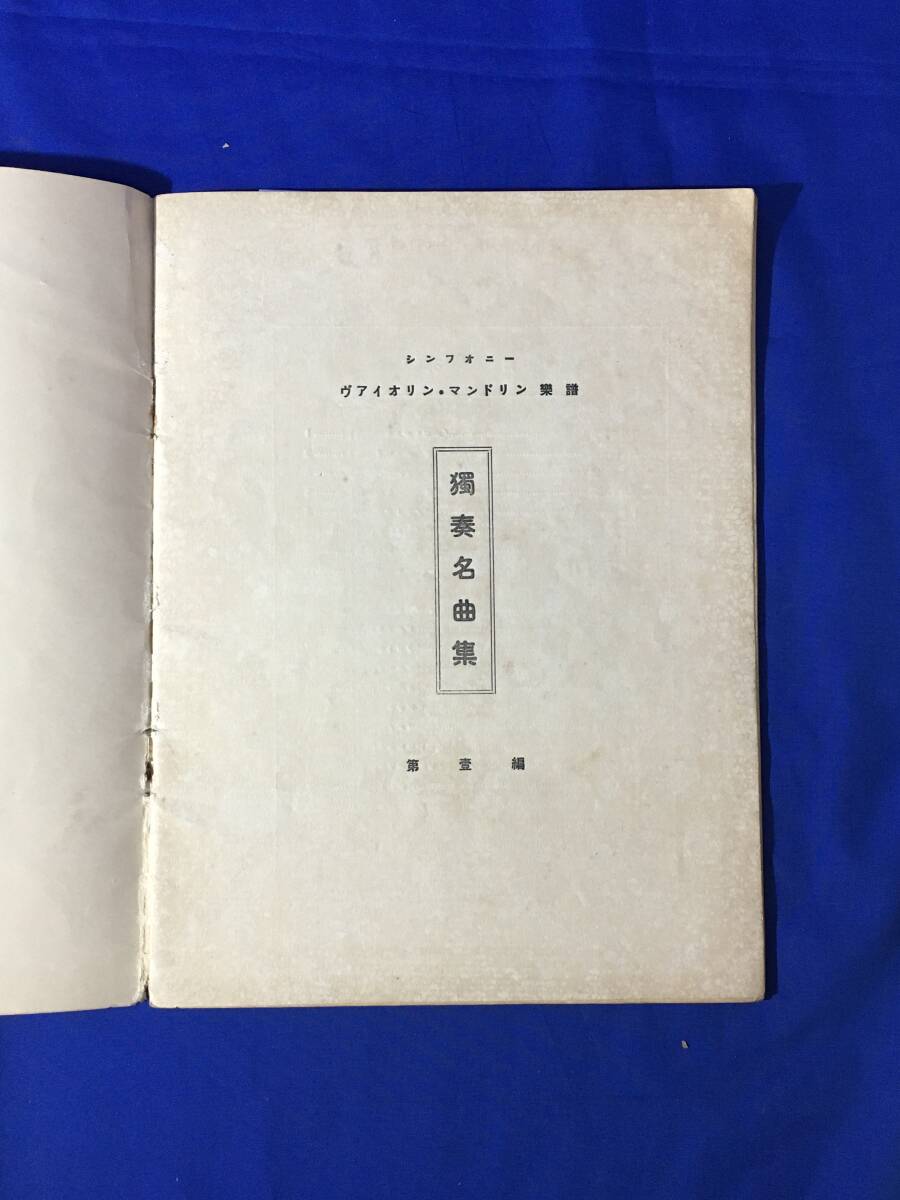 シンフオニー
ヴアイオリン・マンドリン 樂譜
獨奏名曲集
第壹編